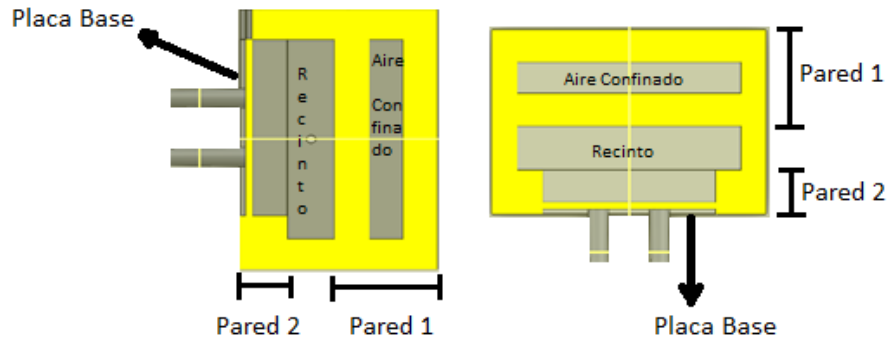 Placa Base
Recinto
Aire
Con
fina
do
Pared 2
Pared 1
Aire Confinado
Recinto
Pared 1
Pared 2
Placa Base